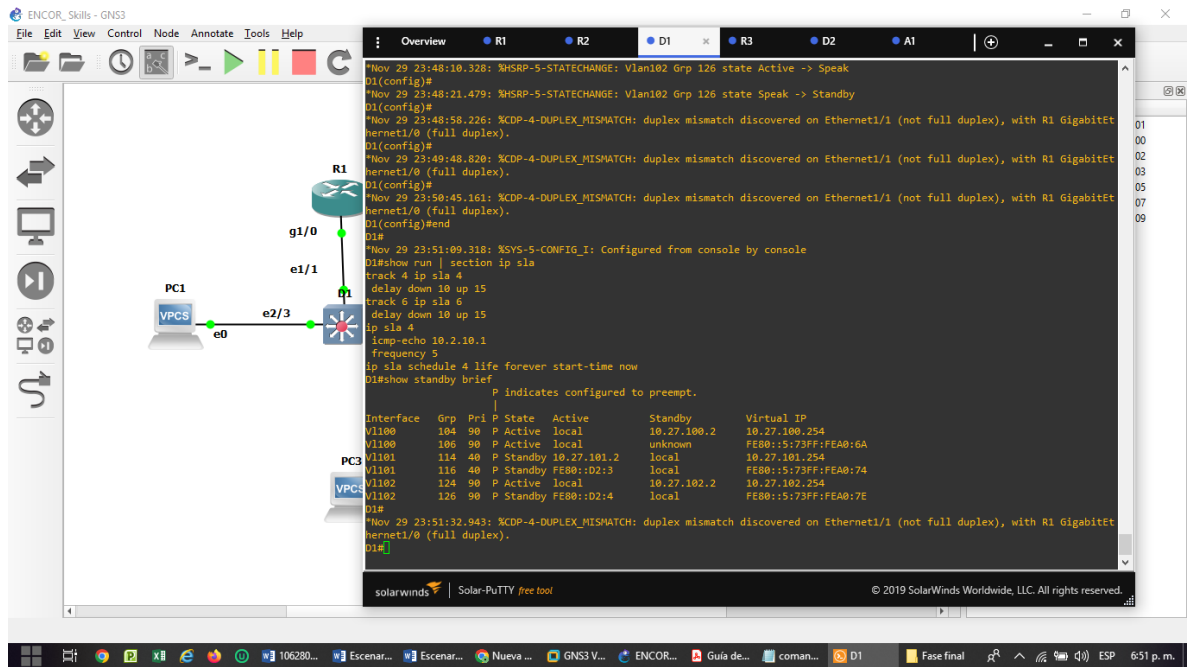 ENCOR_Skills - GNS3
File Edit View Control Node Annotate Tools Help
Overview R1 R2 D1 × R3 D2 A1
*Nov 29 23:48:10.328: %HSRP-5-STATECHANGE: Vlan102 Grp 126 state Active -> Speak
D1(config)#
*Nov 29 23:48:21.479: %HSRP-5-STATECHANGE: Vlan102 Grp 126 state Speak -> Standby
D1(config)#
*Nov 29 23:48:58.226: %CDP-4-DUPLEX_MISMATCH: duplex mismatch discovered on Ethernet1/1 (not full duplex), with R1 GigabitEt
hernet1/0 (full duplex).
D1(config)#
*Nov 29 23:49:48.820: %CDP-4-DUPLEX_MISMATCH: duplex mismatch discovered on Ethernet1/1 (not full duplex), with R1 GigabitEt
hernet1/0 (full duplex).
D1(config)#
*Nov 29 23:50:45.161: %CDP-4-DUPLEX_MISMATCH: duplex mismatch discovered on Ethernet1/1 (not full duplex), with R1 GigabitEt
hernet1/0 (full duplex).
D1(config)#end
D1#
*Nov 29 23:51:09.318: %SYS-5-CONFIG_I: Configured from console by console
D1#show run | section ip sla
track 4 ip sla 4
delay down 10 up 15
track 6 ip sla 6
delay down 10 up 15
ip sla 4
icmp-echo 10.2.10.1
frequency 5
ip sla schedule 4 life forever start-time now
D1#show standby brief
P indicates configured to preempt.
|
Interface Grp Pri P State Active Standby Virtual IP
Vl100 104 90 P Active local 10.27.100.2 10.27.100.254
Vl100 106 90 P Active local unknown FE80::5:73FF:FEA0:6A
Vl101 114 40 P Standby 10.27.101.2 local 10.27.101.254
Vl101 116 40 P Standby FE80::D2:3 local FE80::5:73FF:FEA0:74
Vl102 124 90 P Active local 10.27.102.2 10.27.102.254
Vl102 126 90 P Standby FE80::D2:4 local FE80::5:73FF:FEA0:7E
D1#
*Nov 29 23:51:32.943: %CDP-4-DUPLEX_MISMATCH: duplex mismatch discovered on Ethernet1/1 (not full duplex), with R1 GigabitEt
hernet1/0 (full duplex).
D1#
solarwinds Solar-PuTTY free tool © 2019 SolarWinds Worldwide, LLC. All rights reserved.
R1
g1/0
e1/1
D1
PC1
VPCS
e0
e2/3
PC3
VPCS
01
00
02
03
05
07
09
106280... Escenar... Escenar... Nueva ... GNS3 V... ENCOR... Guía de... coman... D1 Fase final ESP 6:51 p. m.